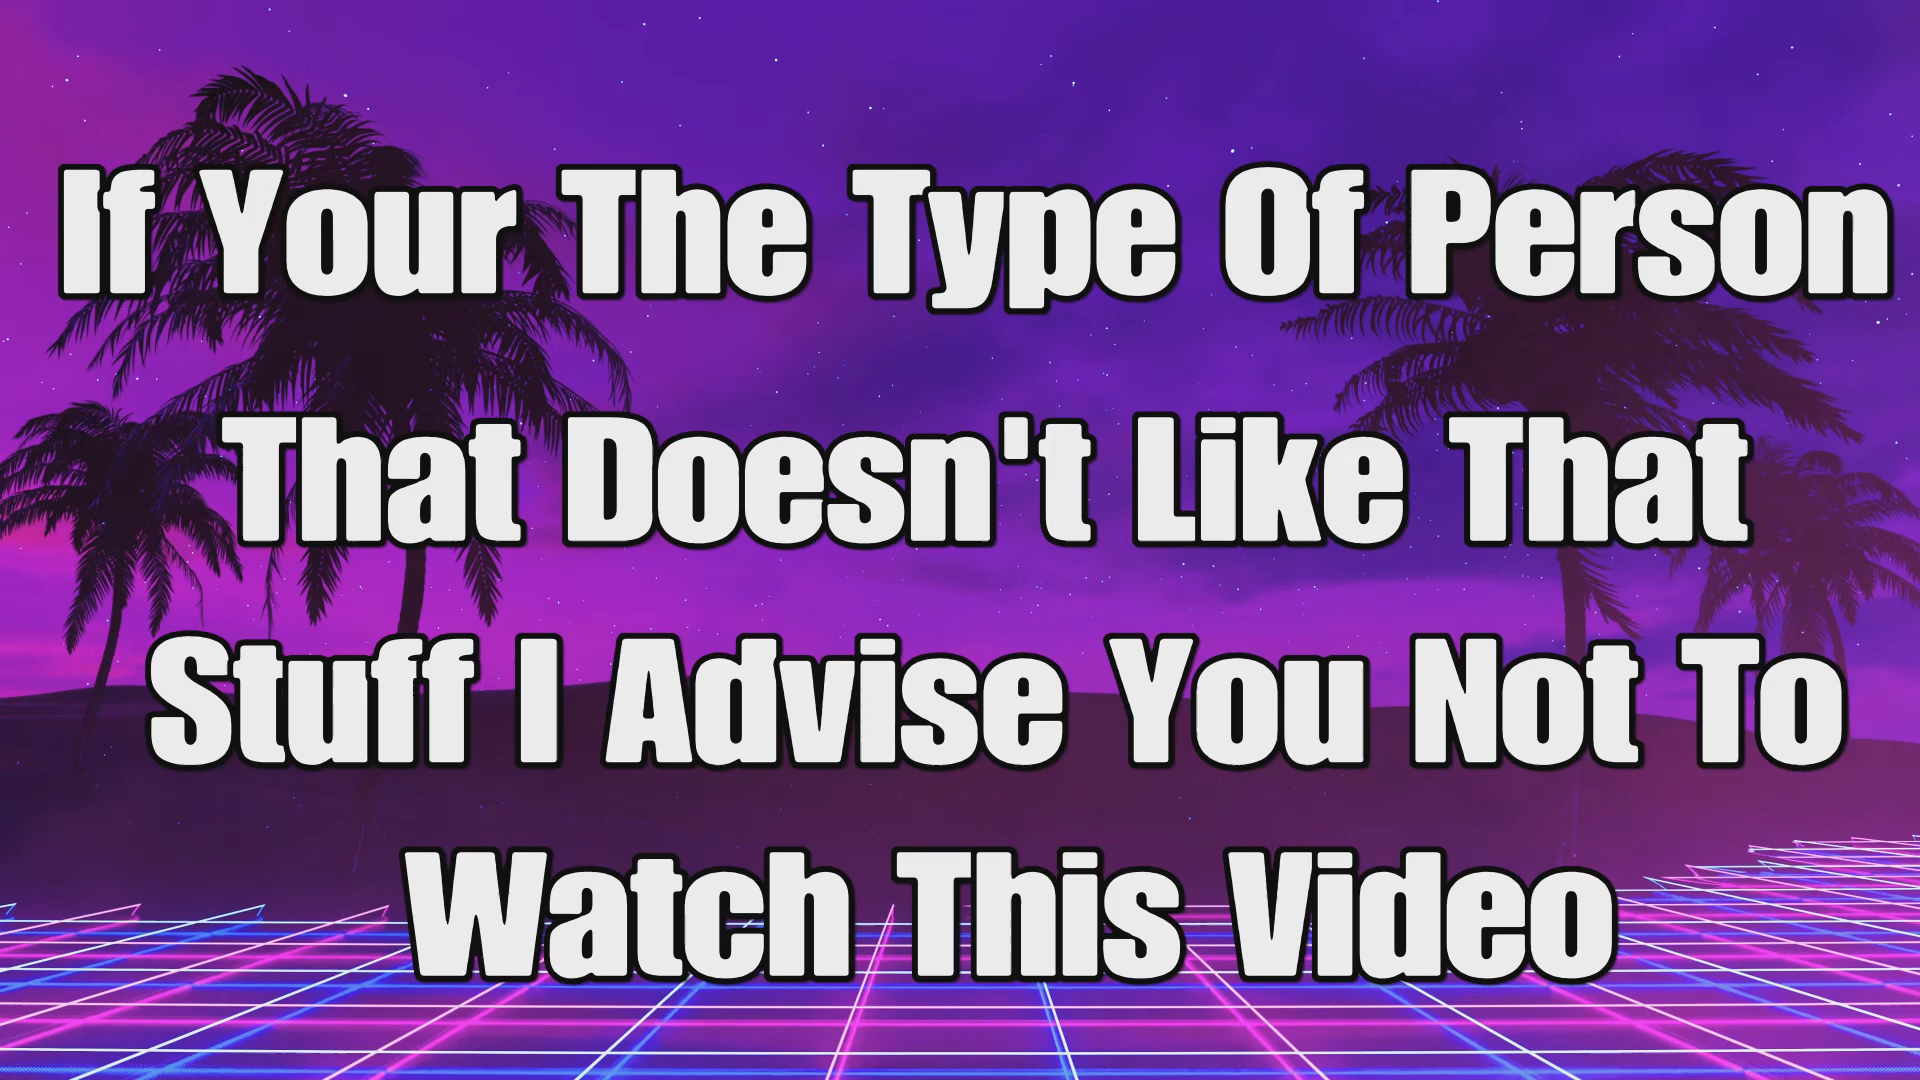 If Your The Type Of Person
That Doesn't Like That
Stuff I Advise You Not To
Watch This Video